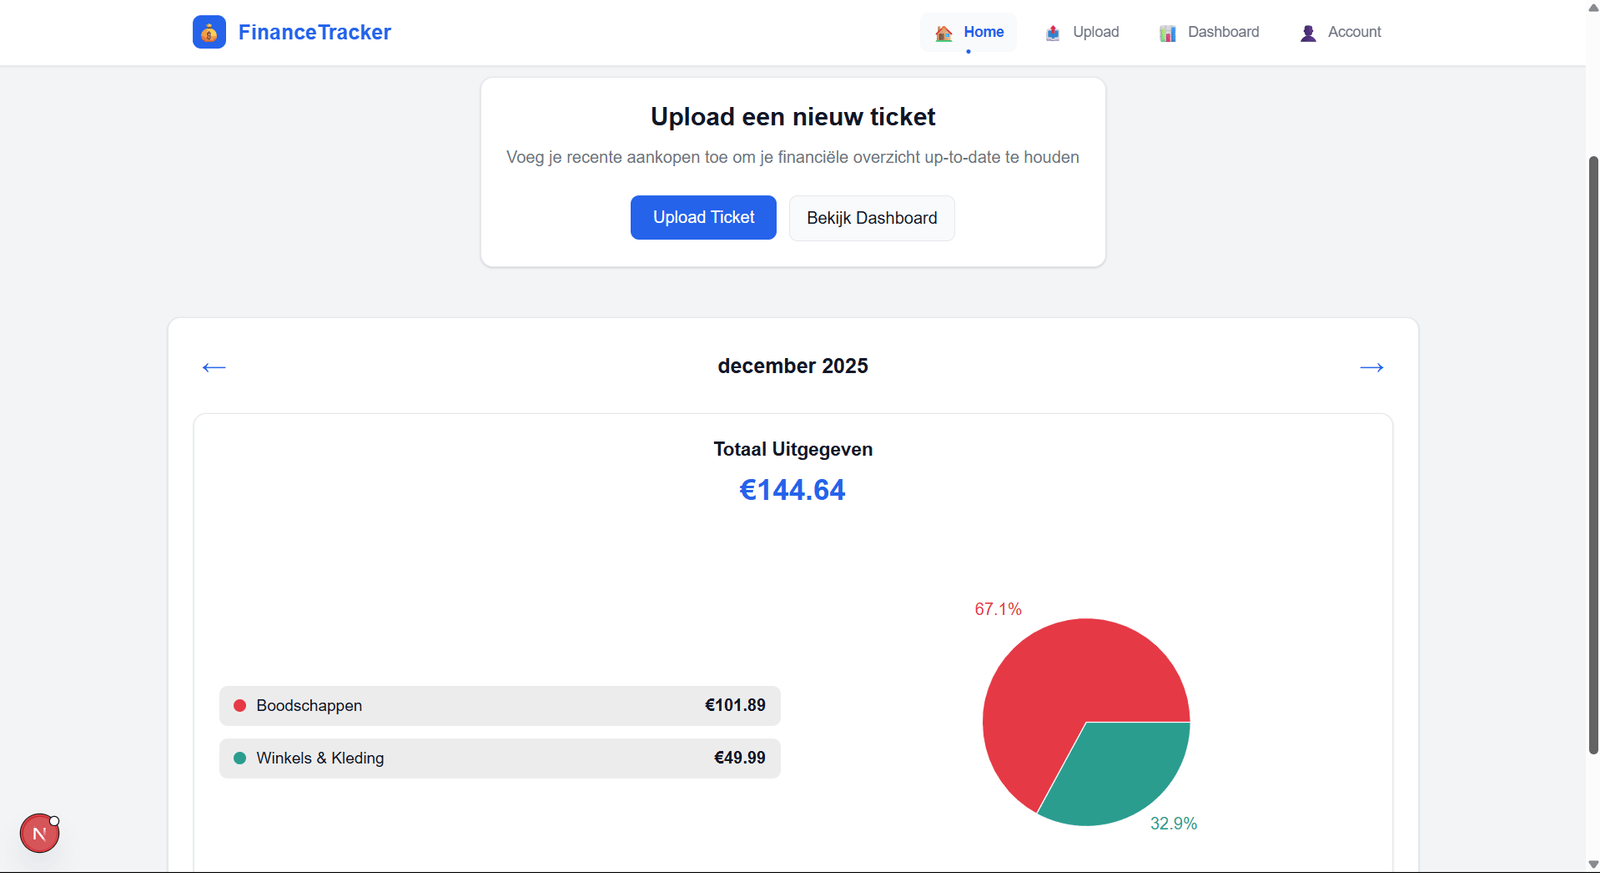 FinanceTracker
Home
Upload
Dashboard
Account
Upload een nieuw ticket
Voeg je recente aankopen toe om je financiële overzicht up-to-date te houden
Upload Ticket
Bekijk Dashboard
← december 2025 →
Totaal Uitgegeven
€144.64
67.1%
Boodschappen €101.89
Winkels & Kleding €49.99
32.9%
N